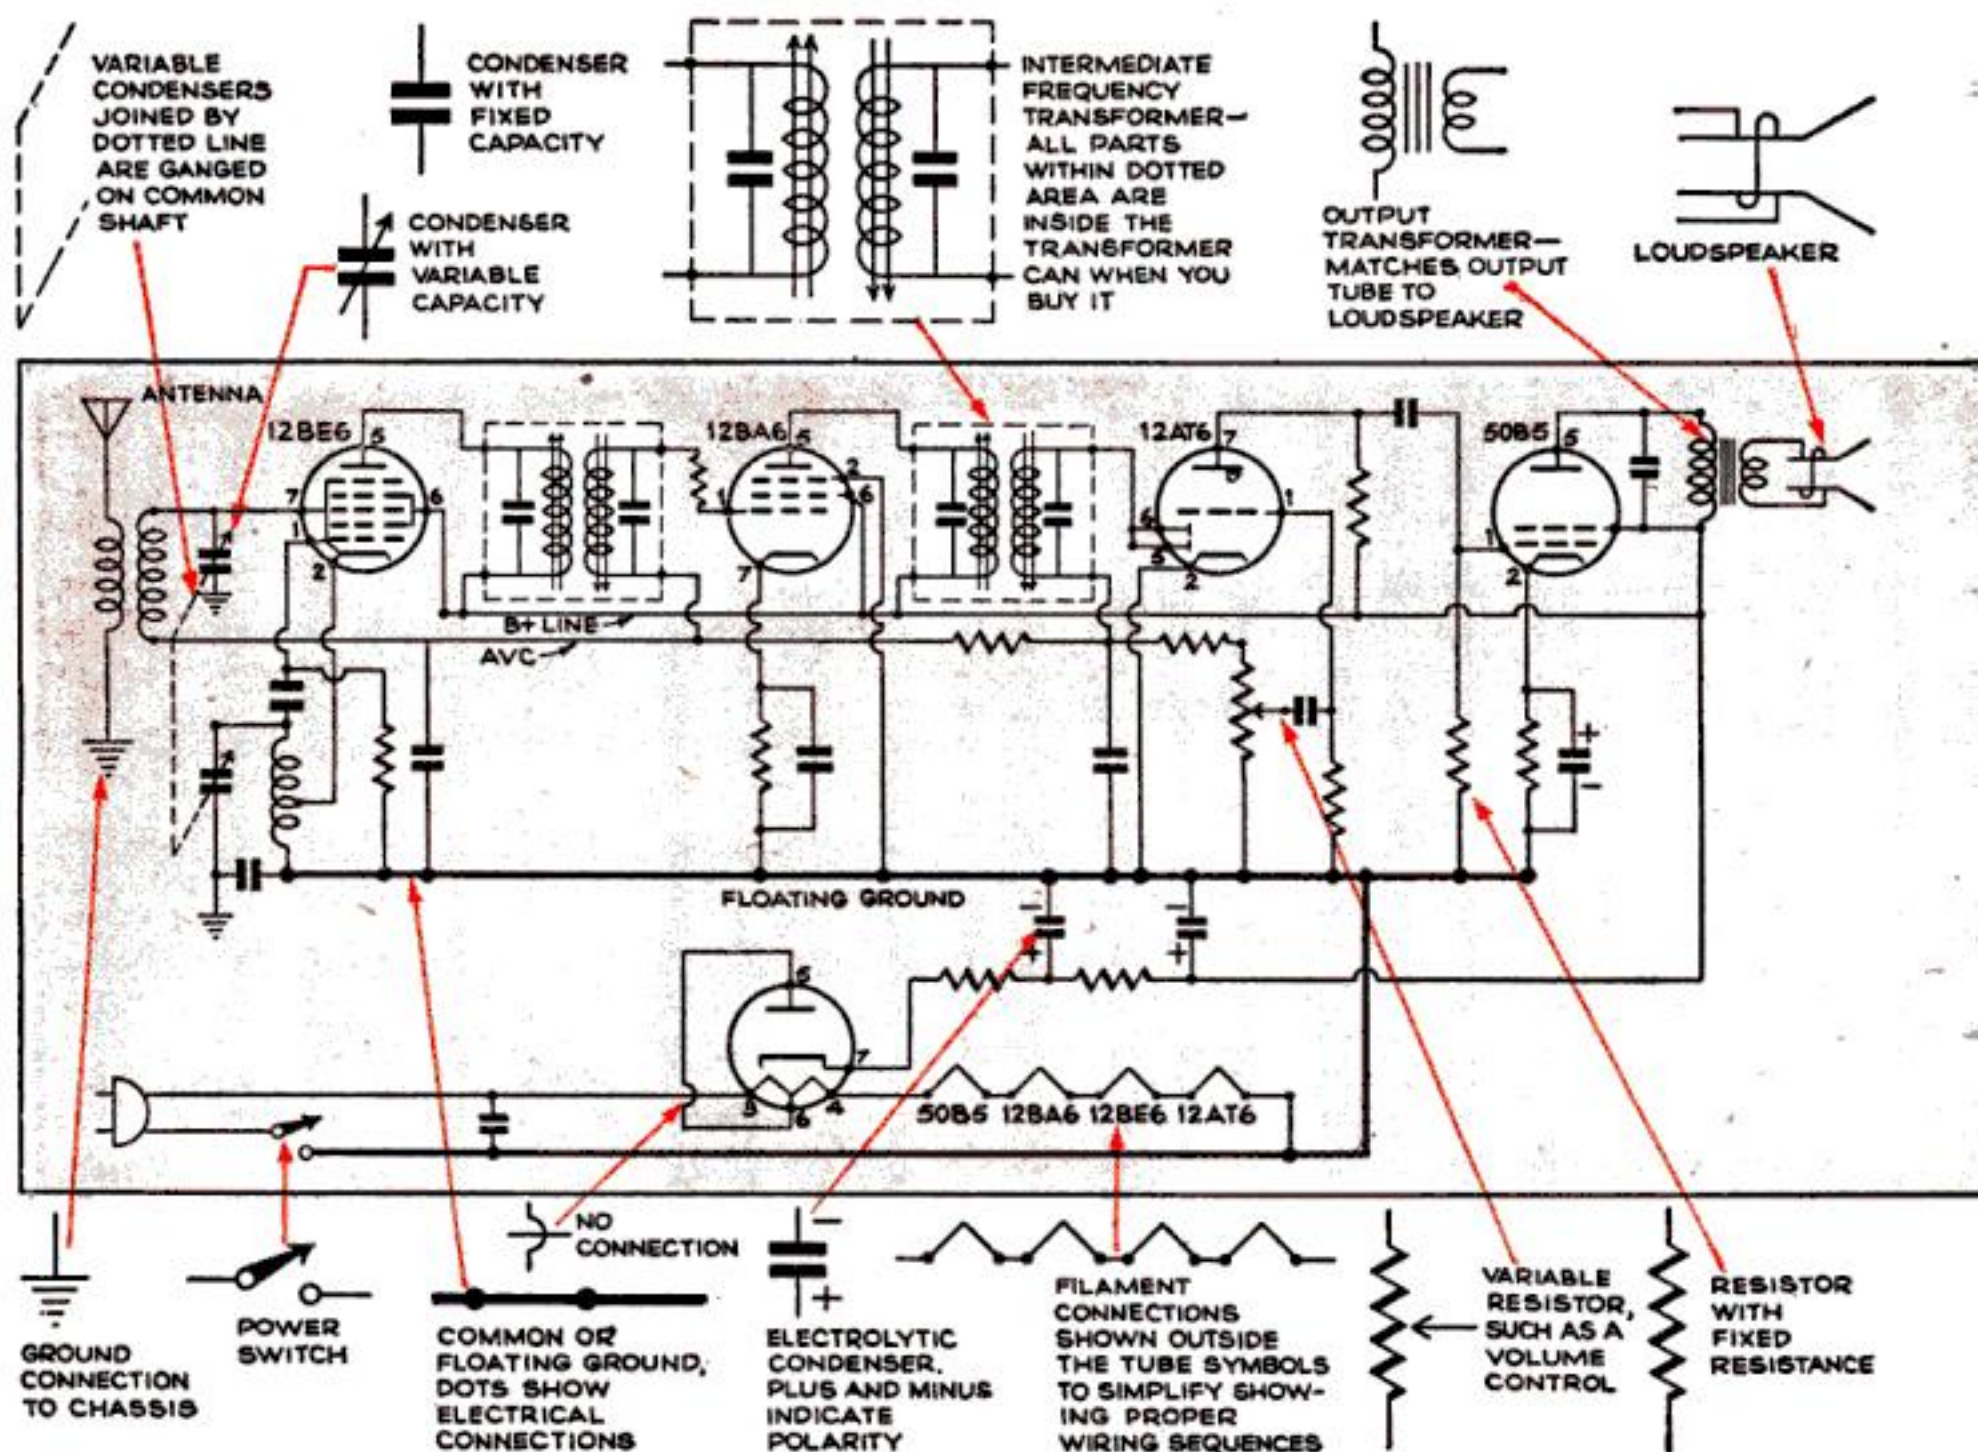 VARIABLE
CONDENSERS
JOINED BY
DOTTED LINE
ARE GANGED
ON COMMON
SHAFT
CONDENSER
WITH
FIXED
CAPACITY
CONDENSER
WITH
VARIABLE
CAPACITY
INTERMEDIATE
FREQUENCY
TRANSFORMER—
ALL PARTS
WITHIN DOTTED
AREA ARE
INSIDE THE
TRANSFORMER
CAN WHEN YOU
BUY IT
OUTPUT
TRANSFORMER—
MATCHES OUTPUT
TUBE TO
LOUDSPEAKER
LOUDSPEAKER
ANTENNA
12BE6 5
7
1
6
2
12BA6 5
2
6
1
7
12AT6 7
1
6
5
2
50B5 5
1
2
B+ LINE
AVC
+
-
FLOATING GROUND
-
+
-
+
5
7
3
6
4
50B5 12BA6 12BE6 12AT6
GROUND
CONNECTION
TO CHASSIS
POWER
SWITCH
COMMON OR
FLOATING GROUND,
DOTS SHOW
ELECTRICAL
CONNECTIONS
NO
CONNECTION
-
+
ELECTROLYTIC
CONDENSER.
PLUS AND MINUS
INDICATE
POLARITY
FILAMENT
CONNECTIONS
SHOWN OUTSIDE
THE TUBE SYMBOLS
TO SIMPLIFY SHOW-
ING PROPER
WIRING SEQUENCES
VARIABLE
RESISTOR,
SUCH AS A
VOLUME
CONTROL
RESISTOR
WITH
FIXED
RESISTANCE